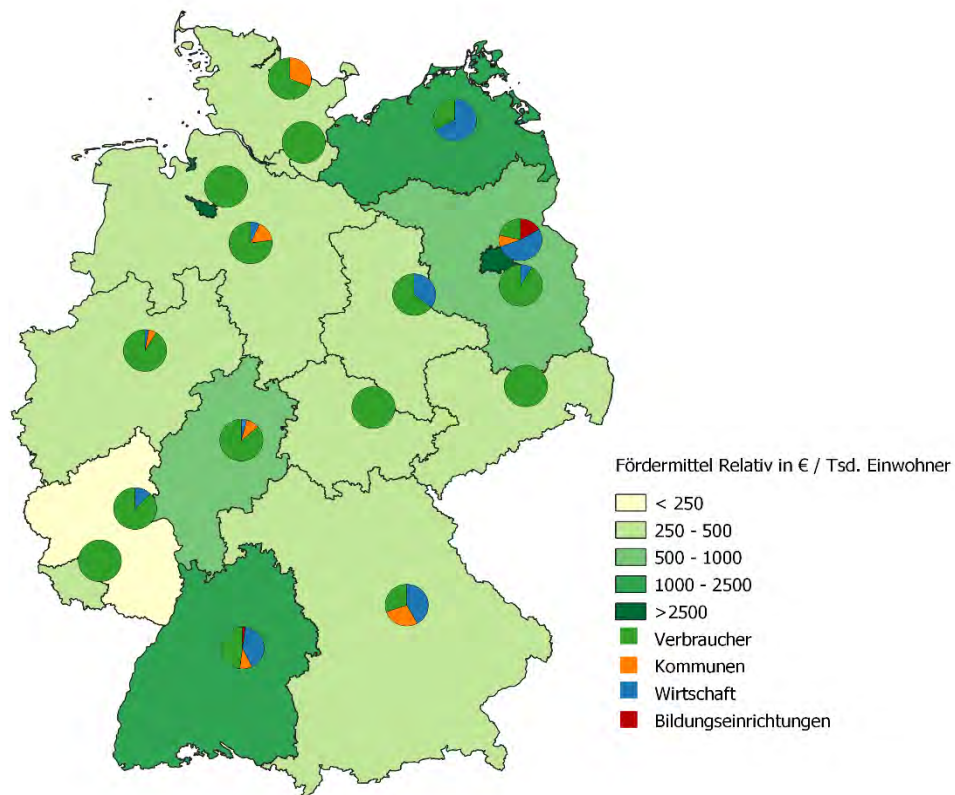 Fördermittel Relativ in € / Tsd. Einwohner
< 250
250 - 500
500 - 1000
1000 - 2500
>2500
Verbraucher
Kommunen
Wirtschaft
Bildungseinrichtungen